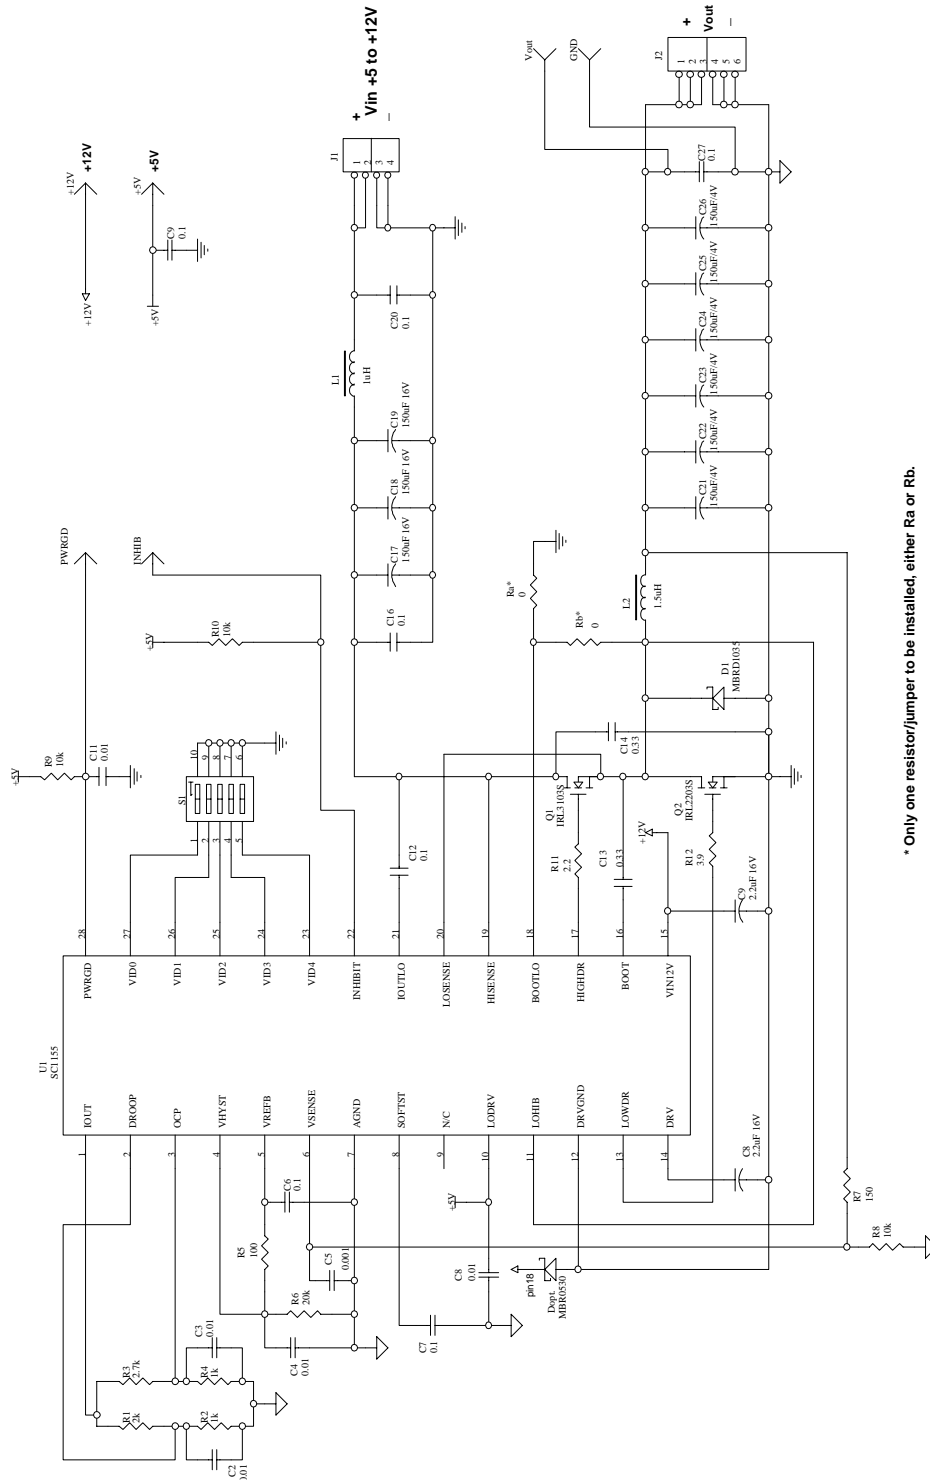 +12V
+12V
+12V
+5V
+5V
+5V
C9
0.1
PWRGD
INHIB
+5V
R9
10k
C11
0.01
+5V
R10
10k
S1
10
9
8
7
6
1
2
3
4
5
J1
1
2
3
4
+
Vin +5 to +12V
_
L1
1uH
C20
0.1
C19
150uF 16V
C18
150uF 16V
C17
150uF 16V
C16
0.1
Vout
GND
J2
1
2
3
4
5
6
+
Vout
_
C27
0.1
C26
150uF/4V
C25
150uF/4V
C24
150uF/4V
C23
150uF/4V
C22
150uF/4V
C21
150uF/4V
Ra*
0
Rb*
0
L2
1.5uH
D1
MBRD1035
C14
0.33
Q1
IRL3103S
Q2
IRL2203S
R11
2.2
R12
3.9
C12
0.1
C13
0.33
+12V
C9
2.2uF 16V
U1
SC1155
28
PWRGD
27
VID0
26
VID1
25
VID2
24
VID3
23
VID4
22
INHIBIT
21
IOUTLO
20
LOSENSE
19
HISENSE
18
BOOTLO
17
HIGHDR
16
BOOT
15
VIN12V
IOUT
1
DROOP
2
OCP
3
VHYST
4
VREFB
5
VSENSE
6
AGND
7
SOFTST
8
N/C
9
LODRV
10
LOHIB
11
DRVGND
12
LOWDR
13
DRV
14
C8
2.2uF 16V
R7
150
R8
10k
C6
0.1
R5
100
C5
0.001
R6
20k
C4
0.01
+5V
C8
0.01
C7
0.1
pin18
Dopt.
MBR0530
R3
2.7k
C3
0.01
R4
1k
R1
2k
R2
1k
C2
0.01
* Only one resistor/jumper to be installed, either Ra or Rb.